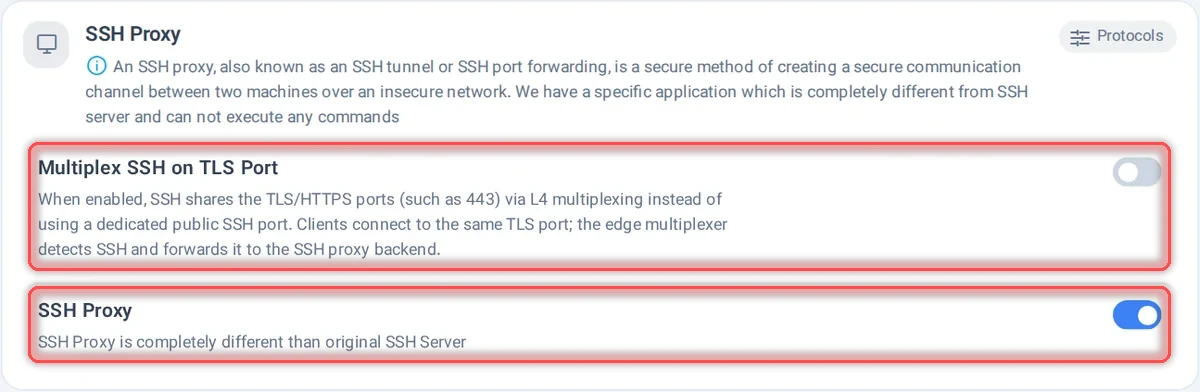 SSH Proxy
Protocols
An SSH proxy, also known as an SSH tunnel or SSH port forwarding, is a secure method of creating a secure communication
channel between two machines over an insecure network. We have a specific application which is completely different from SSH
server and can not execute any commands
Multiplex SSH on TLS Port
When enabled, SSH shares the TLS/HTTPS ports (such as 443) via L4 multiplexing instead of
using a dedicated public SSH port. Clients connect to the same TLS port; the edge multiplexer
detects SSH and forwards it to the SSH proxy backend.
SSH Proxy
SSH Proxy is completely different than original SSH Server